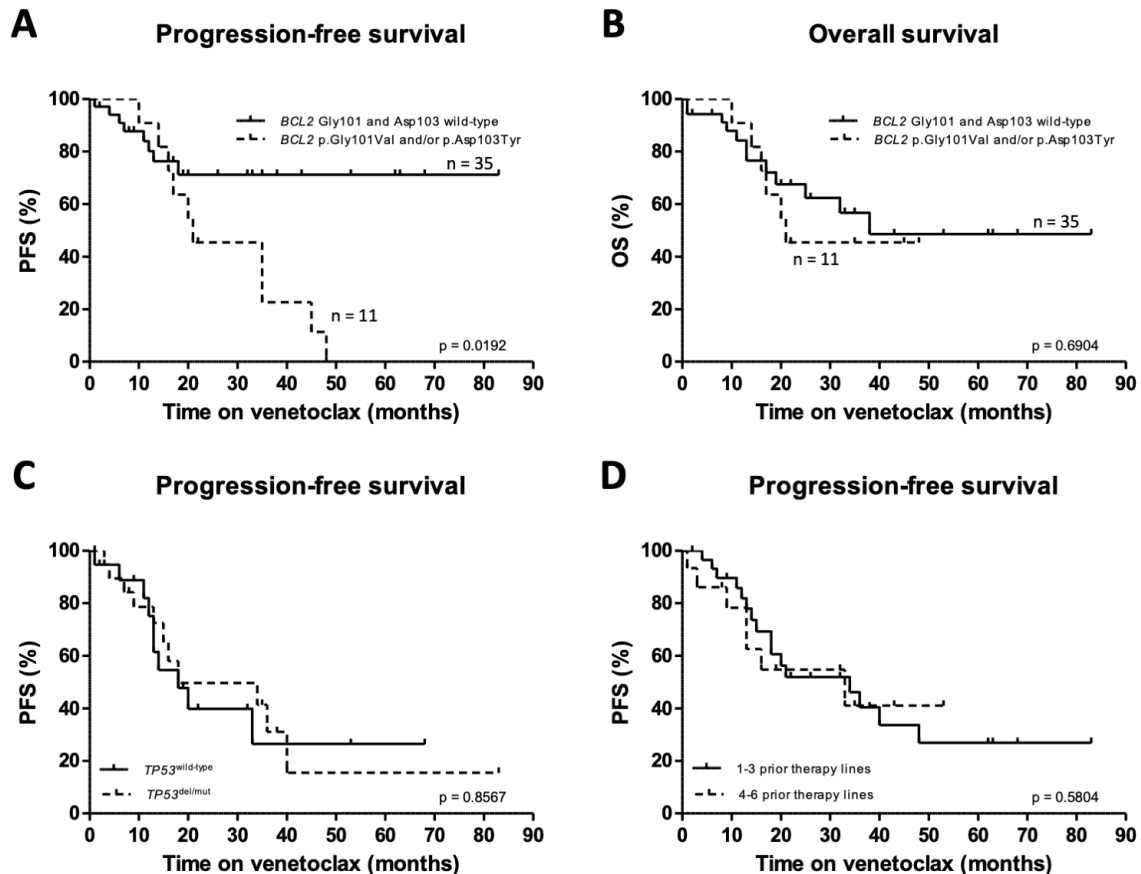 A
Progression-free survival
PFS (%)
100
80
60
40
20
0
BCL2 Gly101 and Asp103 wild-type
BCL2 p.Gly101Val and/or p.Asp103Tyr
n = 35
n = 11
p = 0.0192
0 10 20 30 40 50 60 70 80 90
Time on venetoclax (months)
B
Overall survival
OS (%)
100
80
60
40
20
0
BCL2 Gly101 and Asp103 wild-type
BCL2 p.Gly101Val and/or p.Asp103Tyr
n = 35
n = 11
p = 0.6904
0 10 20 30 40 50 60 70 80 90
Time on venetoclax (months)
C
Progression-free survival
PFS (%)
100
80
60
40
20
0
TP53wild-type
TP53del/mut
p = 0.8567
0 10 20 30 40 50 60 70 80 90
Time on venetoclax (months)
D
Progression-free survival
PFS (%)
100
80
60
40
20
0
1-3 prior therapy lines
4-6 prior therapy lines
p = 0.5804
0 10 20 30 40 50 60 70 80 90
Time on venetoclax (months)